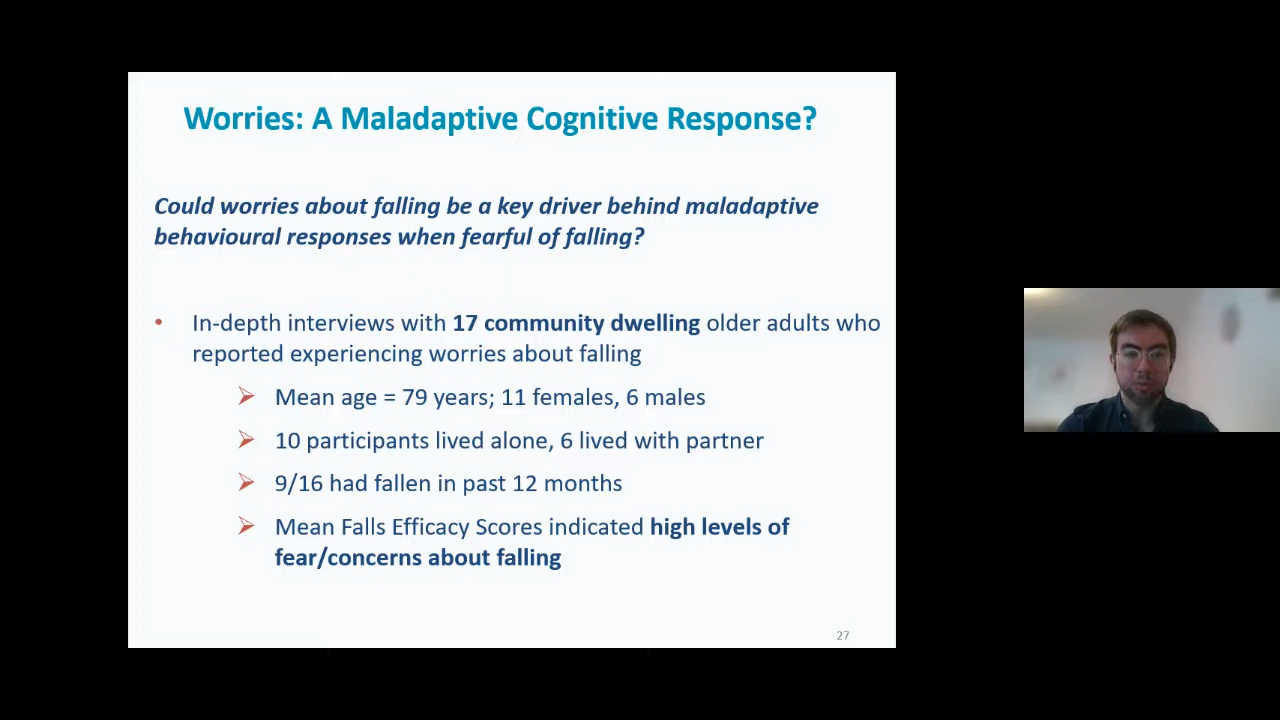 Worries: A Maladaptive Cognitive Response?
Could worries about falling be a key driver behind maladaptive
behavioural responses when fearful of falling?
• In-depth interviews with 17 community dwelling older adults who
reported experiencing worries about falling
➢ Mean age = 79 years; 11 females, 6 males
➢ 10 participants lived alone, 6 lived with partner
➢ 9/16 had fallen in past 12 months
➢ Mean Falls Efficacy Scores indicated high levels of
fear/concerns about falling
27